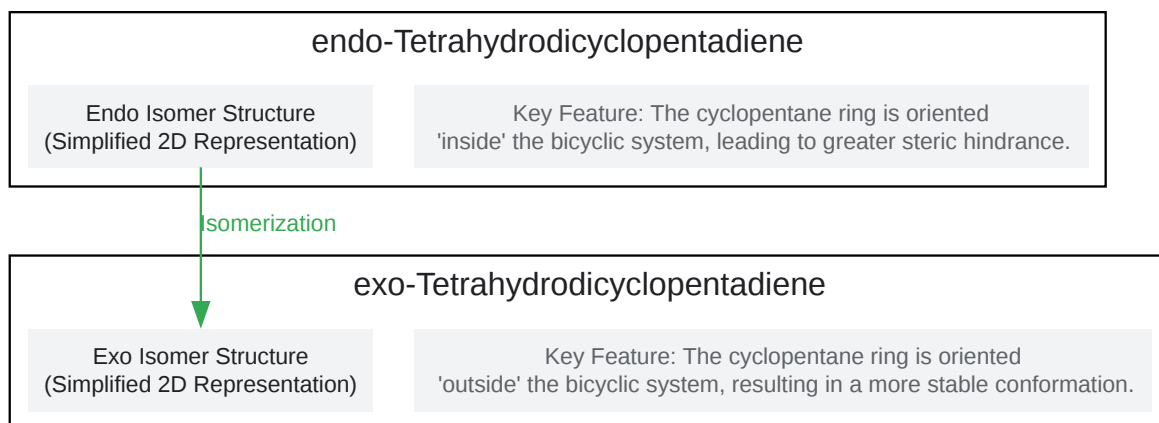 endo-Tetrahydrodicyclopentadiene
Endo Isomer Structure
(Simplified 2D Representation)
Key Feature: The cyclopentane ring is oriented
'inside' the bicyclic system, leading to greater steric hindrance.
Isomerization
exo-Tetrahydrodicyclopentadiene
Exo Isomer Structure
(Simplified 2D Representation)
Key Feature: The cyclopentane ring is oriented
'outside' the bicyclic system, resulting in a more stable conformation.